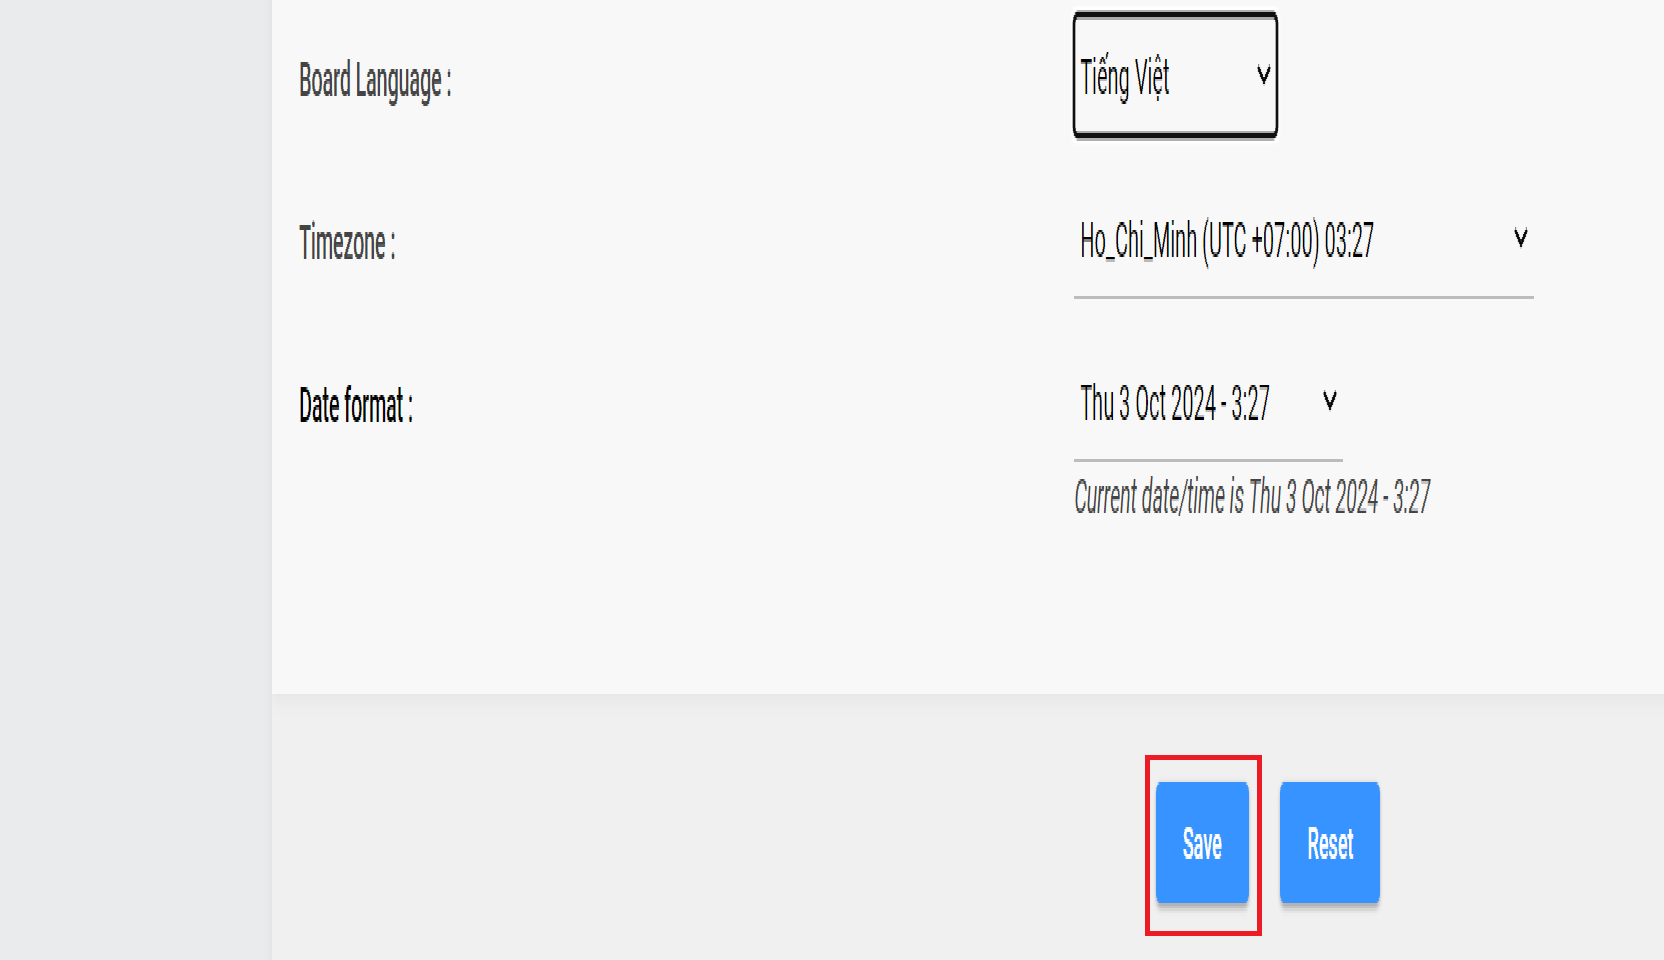 Board Language :
Tiếng Việt
Timezone :
Ho_Chi_Minh (UTC +07:00) 03:27
Date format :
Thu 3 Oct 2024 - 3:27
Current date/time is Thu 3 Oct 2024 - 3:27
Save
Reset